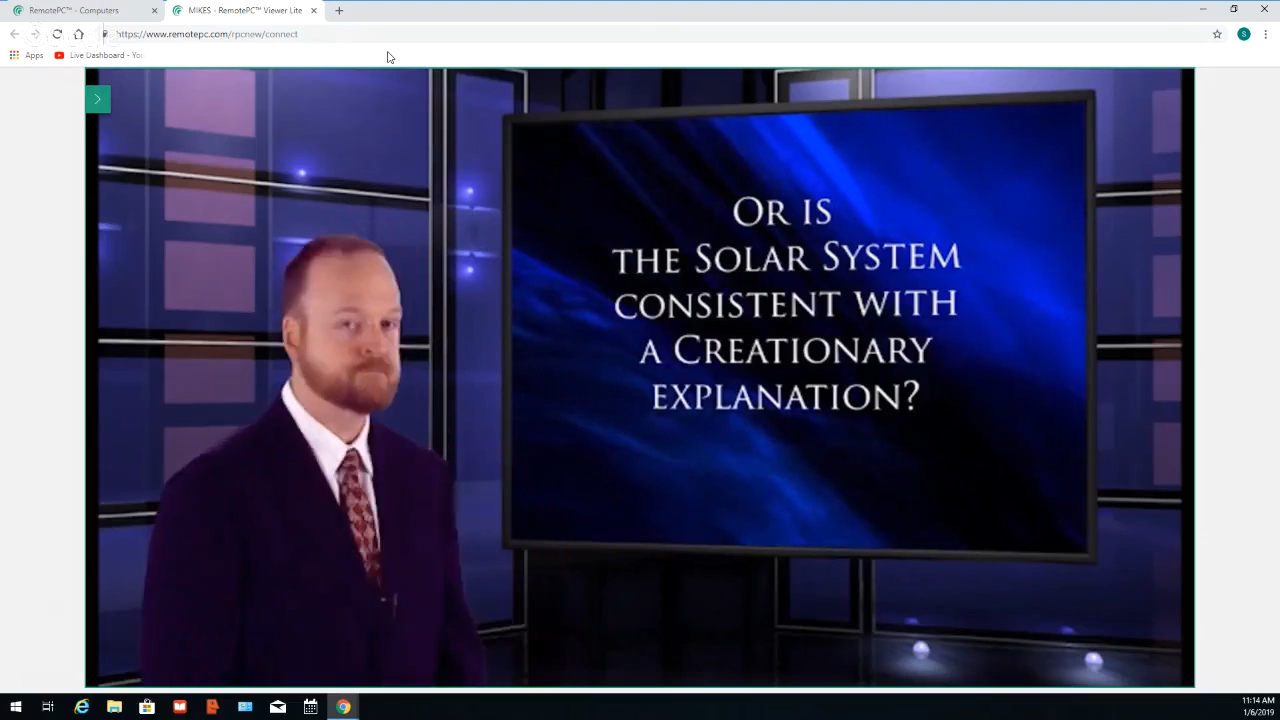 RemotePC™ - Computers
MIKES - RemotePC™ Viewer Lite
https://www.remotepc.com/rpcnew/connect
S
Apps
Live Dashboard - Yo
Or is
the Solar System
consistent with
a Creationary
explanation?
11:14 AM
1/6/2019